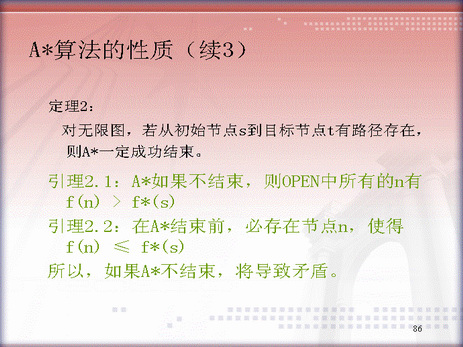 A*算法的性质（续3）
定理2：
对无限图，若从初始节点s到目标节点t有路径存在，
则A*一定成功结束。
引理2.1：A*如果不结束，则OPEN中所有的n有
f(n) > f*(s)
引理2.2：在A*结束前，必存在节点n，使得
f(n) ≤ f*(s)
所以，如果A*不结束，将导致矛盾。
86